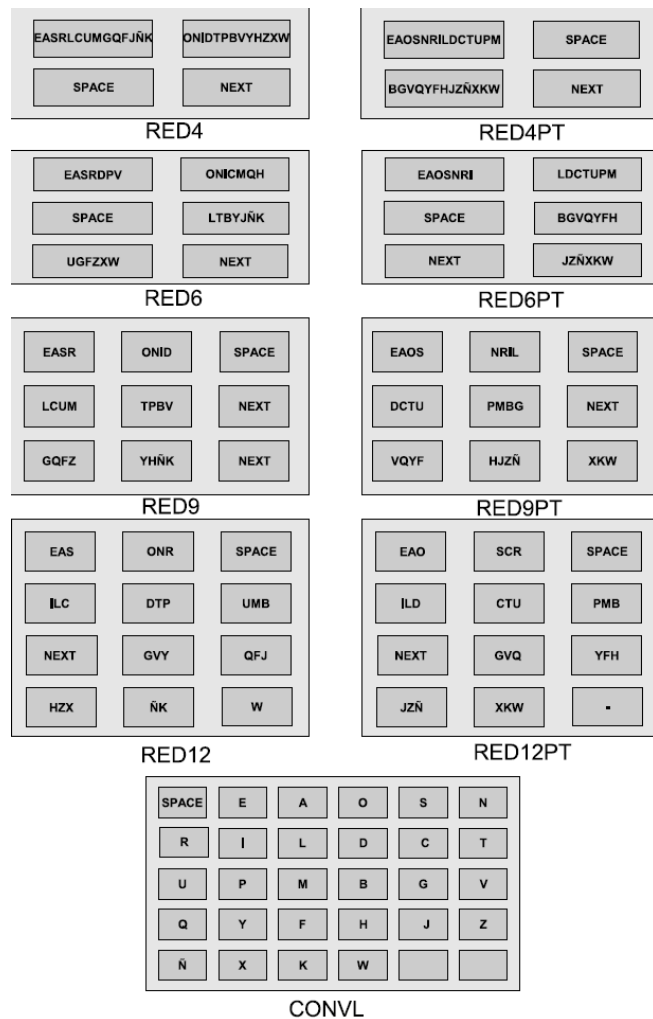 EASRLCUMGQFJÑK ONIDTPBVYHZXW
SPACE NEXT
RED4
EAOSNRILDCTUPM SPACE
BGVQYFHJZÑXKW NEXT
RED4PT
EASRDPV ONICMQH
SPACE LTBYJÑK
UGFZXW NEXT
RED6
EAOSNRI LDCTUPM
SPACE BGVQYFH
NEXT JZÑXKW
RED6PT
EASR ONID SPACE
LCUM TPBV NEXT
GQFZ YHÑK NEXT
RED9
EAOS NRIL SPACE
DCTU PMBG NEXT
VQYF HJZÑ XKW
RED9PT
EAS ONR SPACE
ILC DTP UMB
NEXT GVY QFJ
HZX ÑK W
RED12
EAO SCR SPACE
ILD CTU PMB
NEXT GVQ YFH
JZÑ XKW -
RED12PT
SPACE E A O S N
R I L D C T
U P M B G V
Q Y F H J Z
Ñ X K W
CONVL